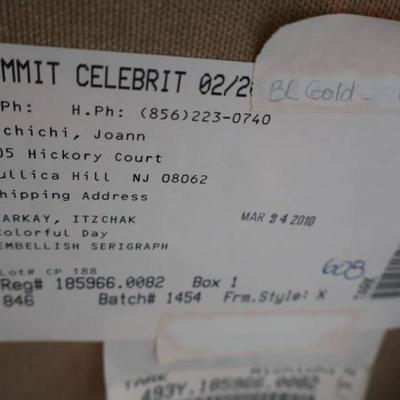 MMIT CELEBRIT 02/2
BL Gold
Ph: H.Ph: (856)223-0740
chichi, Joann
05 Hickory Court
ullica Hill NJ 08062
hipping Address
ARKAY, ITZCHAK
MAR 24 2010
olorful Day
EMBELLISH SERIGRAPH
Lot# CP 188
608
Reg# 185966.0082 Box 1
846 Batch# 1454 Frm.Style: X
TARK
TARK
493Y.185966.0082